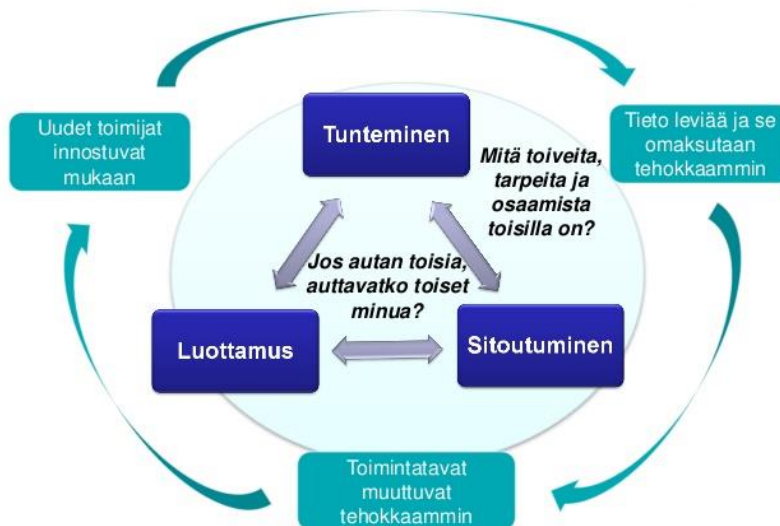 Uudet toimijat
innostuvat
mukaan
Tunteminen
Tieto leviää ja se
omaksutaan
tehokkaammin
Mitä toiveita,
tarpeita ja
osaamista
toisilla on?
Jos autan toisia,
auttavatko toiset
minua?
Luottamus
Sitoutuminen
Toimintatavat
muuttuvat
tehokkaammin